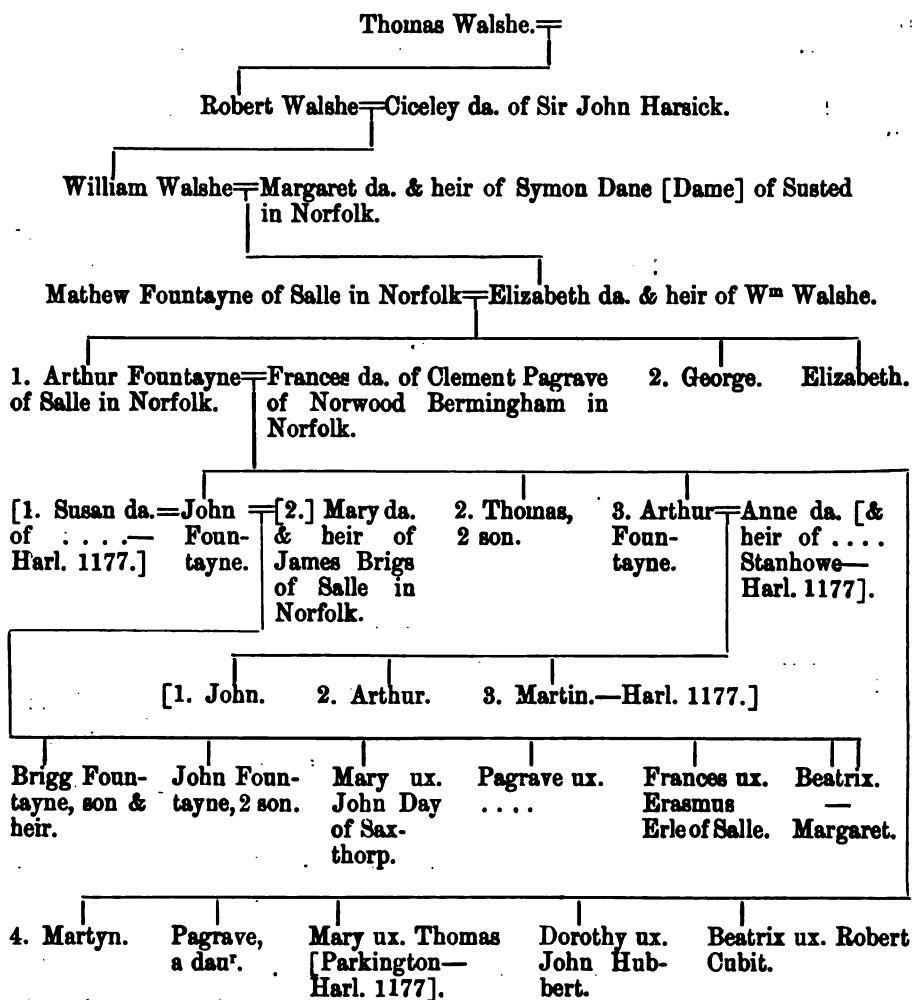 Thomas Walshe.
Robert Walshe Ciceley da. of Sir John Harsick.
William Walshe Margaret da. & heir of Symon Dane [Dame] of Susted
in Norfolk.
Mathew Fountayne of Salle in Norfolk Elizabeth da. & heir of Wᵐ Walshe.
1. Arthur Fountayne
of Salle in Norfolk.
Frances da. of Clement Pagrave
of Norwood Bermingham in
Norfolk.
2. George.
Elizabeth.
[1. Susan da.
of . . . .—
Harl. 1177.]
John
Foun-
tayne.
[2.] Mary da.
& heir of
James Brigs
of Salle in
Norfolk.
2. Thomas,
2 son.
3. Arthur
Foun-
tayne.
Anne da. [&
heir of . . . .
Stanhowe—
Harl. 1177].
[1. John. 2. Arthur. 3. Martin.—Harl. 1177.]
Brigg Foun-
tayne, son &
heir.
John Foun-
tayne, 2 son.
Mary ux.
John Day
of Sax-
thorp.
Pagrave ux.
. . . .
Frances ux.
Erasmus
Erle of Salle.
Beatrix.
—
Margaret.
4. Martyn.
Pagrave,
a dauʳ.
Mary ux. Thomas
[Parkington—
Harl. 1177].
Dorothy ux.
John Hub-
bert.
Beatrix ux. Robert
Cubit.